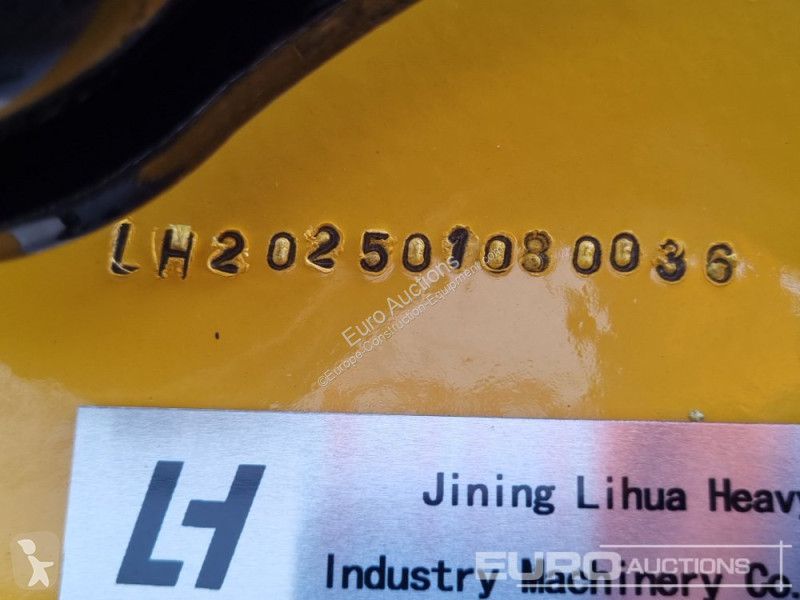 LH20250108 0036
Euro Auctions
©Europe-Construction-Equipment.com
LH
Jining Lihua Heavy
Industry Machinery Co.
EURO AUCTIONS